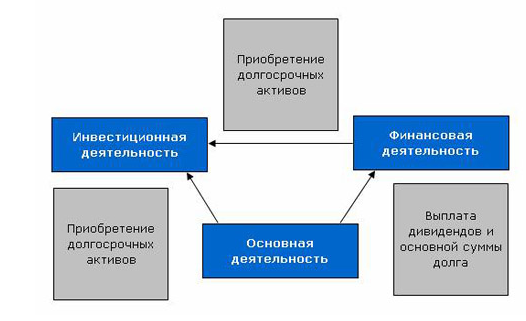 Приобретение
долгосрочных
активов
Инвестиционная
деятельность
Финансовая
деятельность
Приобретение
долгосрочных
активов
Основная
деятельность
Выплата
дивидендов и
основной суммы
долга